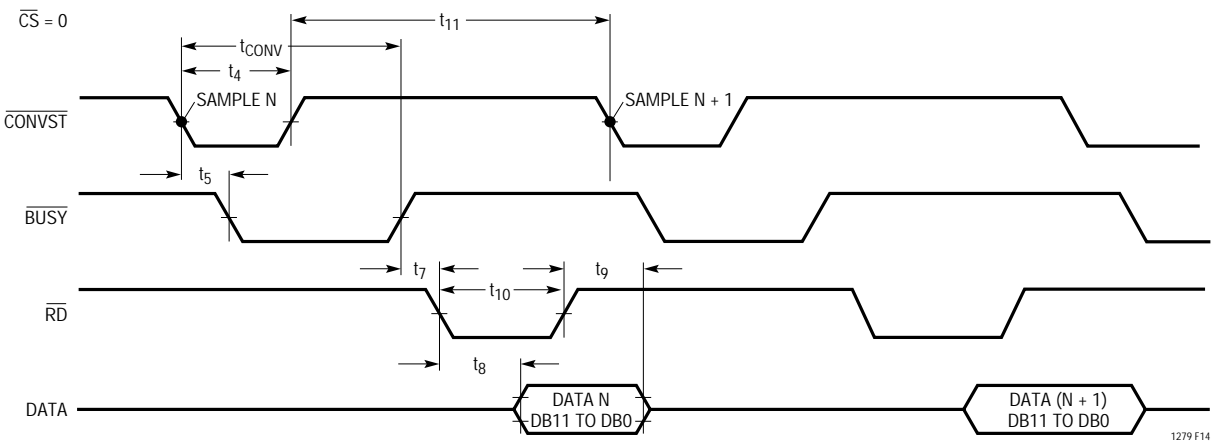 CS = 0
t11
tCONV
t4
SAMPLE N
SAMPLE N + 1
CONVST
t5
BUSY
t7
t10
t9
RD
t8
DATA
DATA N
DB11 TO DB0
DATA (N + 1)
DB11 TO DB0
1279 F14